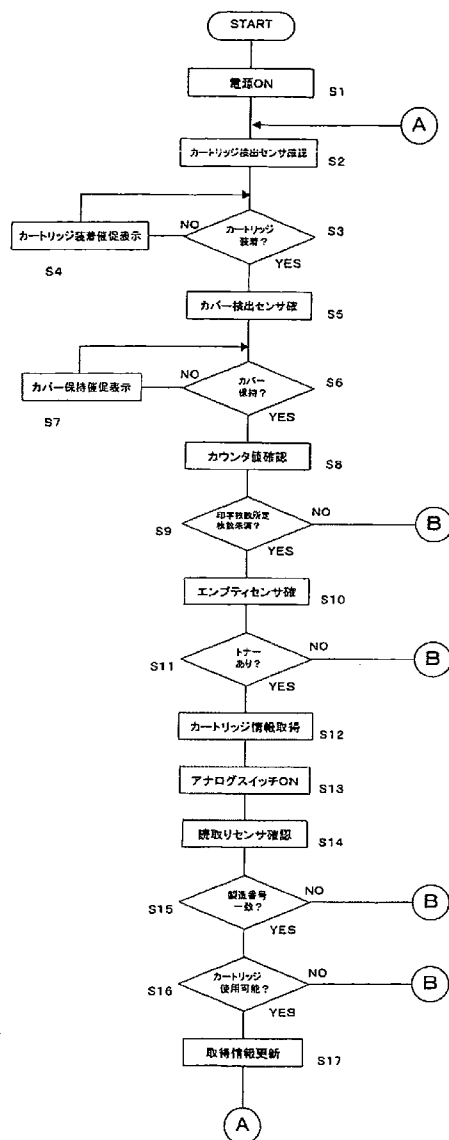 START
電源ON
S1
A
カートリッジ検出センサ確認
S2
NO
カートリッジ
装着?
S3
カートリッジ装着催促表示
S4
YES
カバー検出センサ確
S5
NO
カバー
保持?
S6
カバー保持催促表示
S7
YES
カウンタ値確認
S8
印字枚数所定
枚数未満?
NO
B
S9
YES
エンプティセンサ確
S10
トナー
あり?
NO
B
S11
YES
カートリッジ情報取得
S12
アナログスイッチON
S13
読取りセンサ確認
S14
製造番号
一致?
NO
B
S15
YES
カートリッジ
使用可能?
NO
B
S16
YES
取得情報更新
S17
A